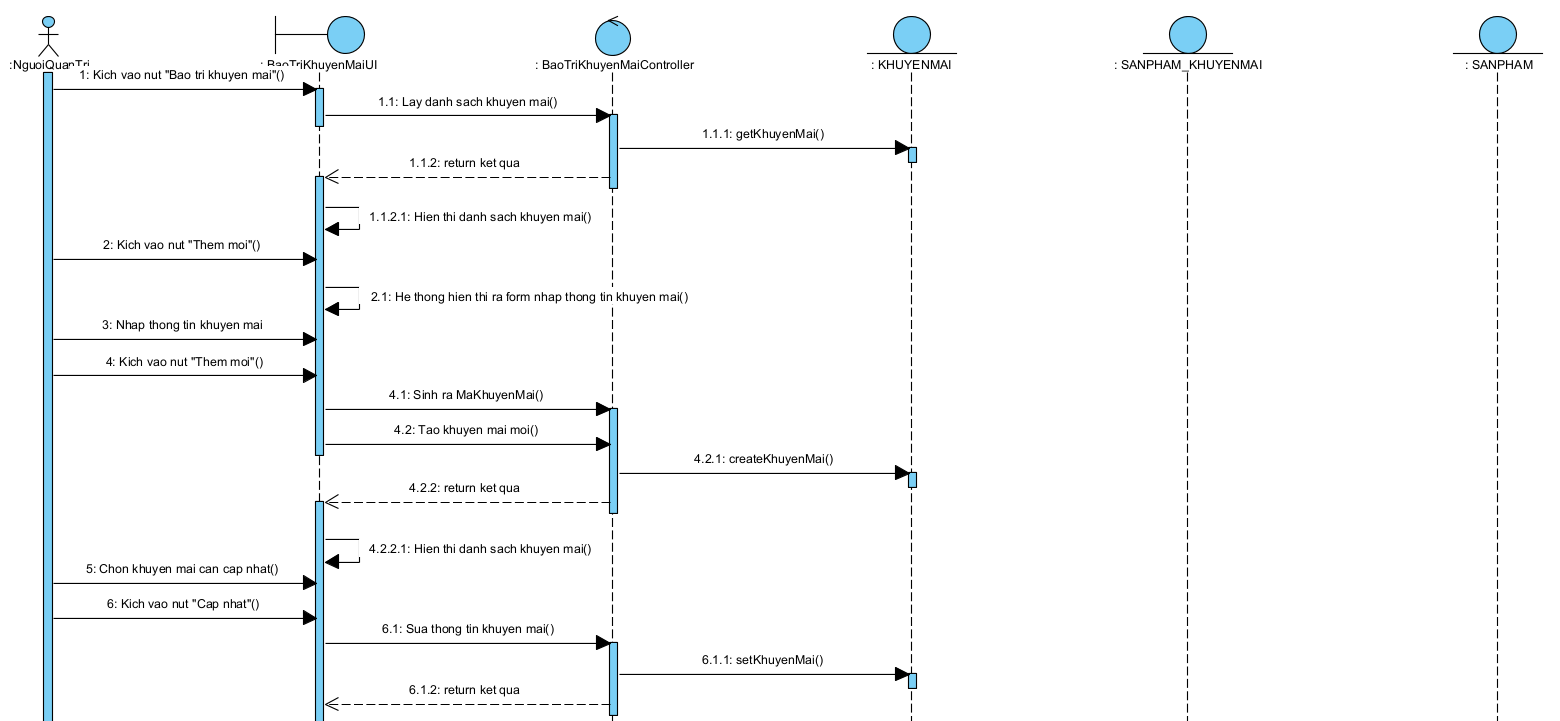 :NguoiQuanTri
: BaoTriKhuyenMaiUI
: BaoTriKhuyenMaiController
: KHUYENMAI
: SANPHAM_KHUYENMAI
: SANPHAM
1: Kich vao nut "Bao tri khuyen mai"()
1.1: Lay danh sach khuyen mai()
1.1.1: getKhuyenMai()
1.1.2: return ket qua
1.1.2.1: Hien thi danh sach khuyen mai()
2: Kich vao nut "Them moi"()
2.1: He thong hien thi ra form nhap thong tin khuyen mai()
3: Nhap thong tin khuyen mai
4: Kich vao nut "Them moi"()
4.1: Sinh ra MaKhuyenMai()
4.2: Tao khuyen mai moi()
4.2.1: createKhuyenMai()
4.2.2: return ket qua
4.2.2.1: Hien thi danh sach khuyen mai()
5: Chon khuyen mai can cap nhat()
6: Kich vao nut "Cap nhat"()
6.1: Sua thong tin khuyen mai()
6.1.1: setKhuyenMai()
6.1.2: return ket qua